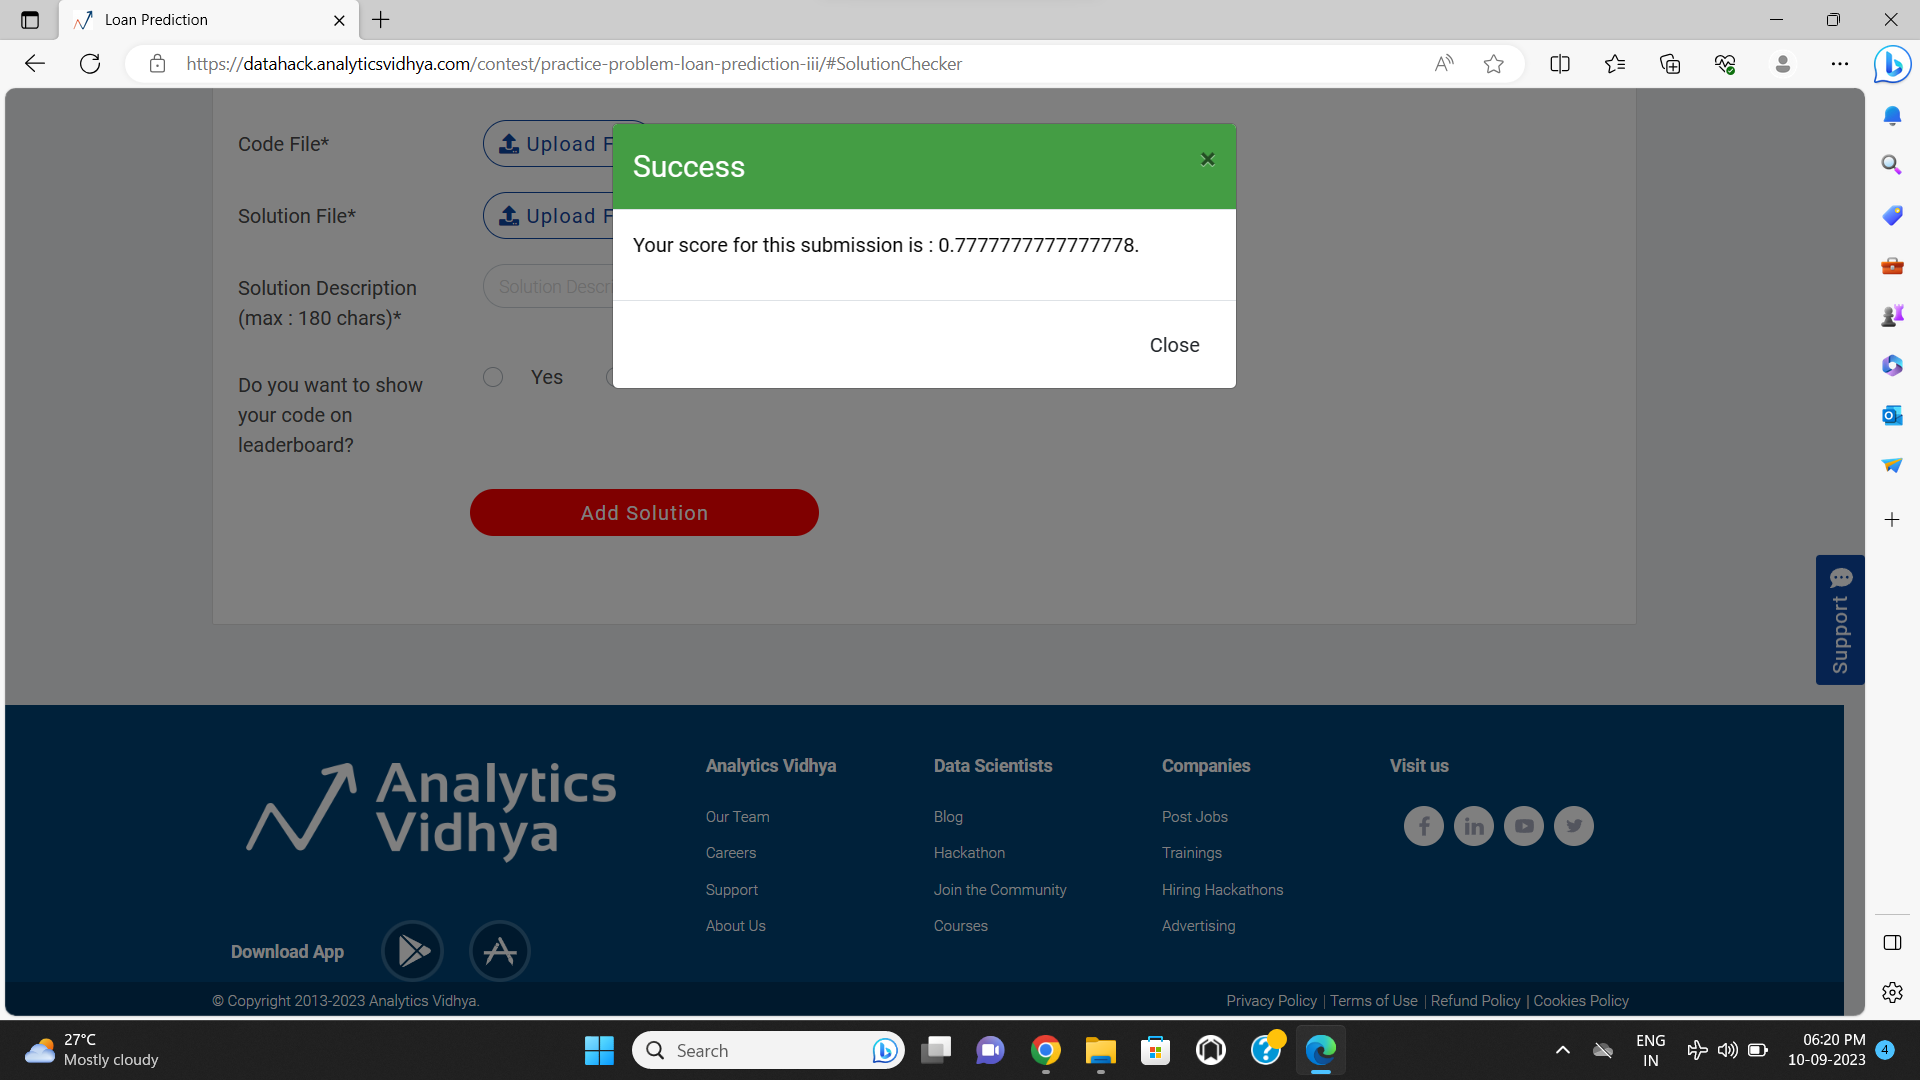 Loan Prediction
https://datahack.analyticsvidhya.com/contest/practice-problem-loan-prediction-iii/#SolutionChecker
Code File*
Upload F
Success
×
Solution File*
Upload F
Your score for this submission is : 0.7777777777777778.
Solution Description
(max : 180 chars)*
Solution Descr
Close
Do you want to show
your code on
leaderboard?
Yes
Add Solution
Support
Analytics
Vidhya
Download App
Analytics Vidhya
Our Team
Careers
Support
About Us
Data Scientists
Blog
Hackathon
Join the Community
Courses
Companies
Post Jobs
Trainings
Hiring Hackathons
Advertising
Visit us
© Copyright 2013-2023 Analytics Vidhya.
Privacy Policy | Terms of Use | Refund Policy | Cookies Policy
27°C
Mostly cloudy
Search
ENG
IN
06:20 PM
10-09-2023
4